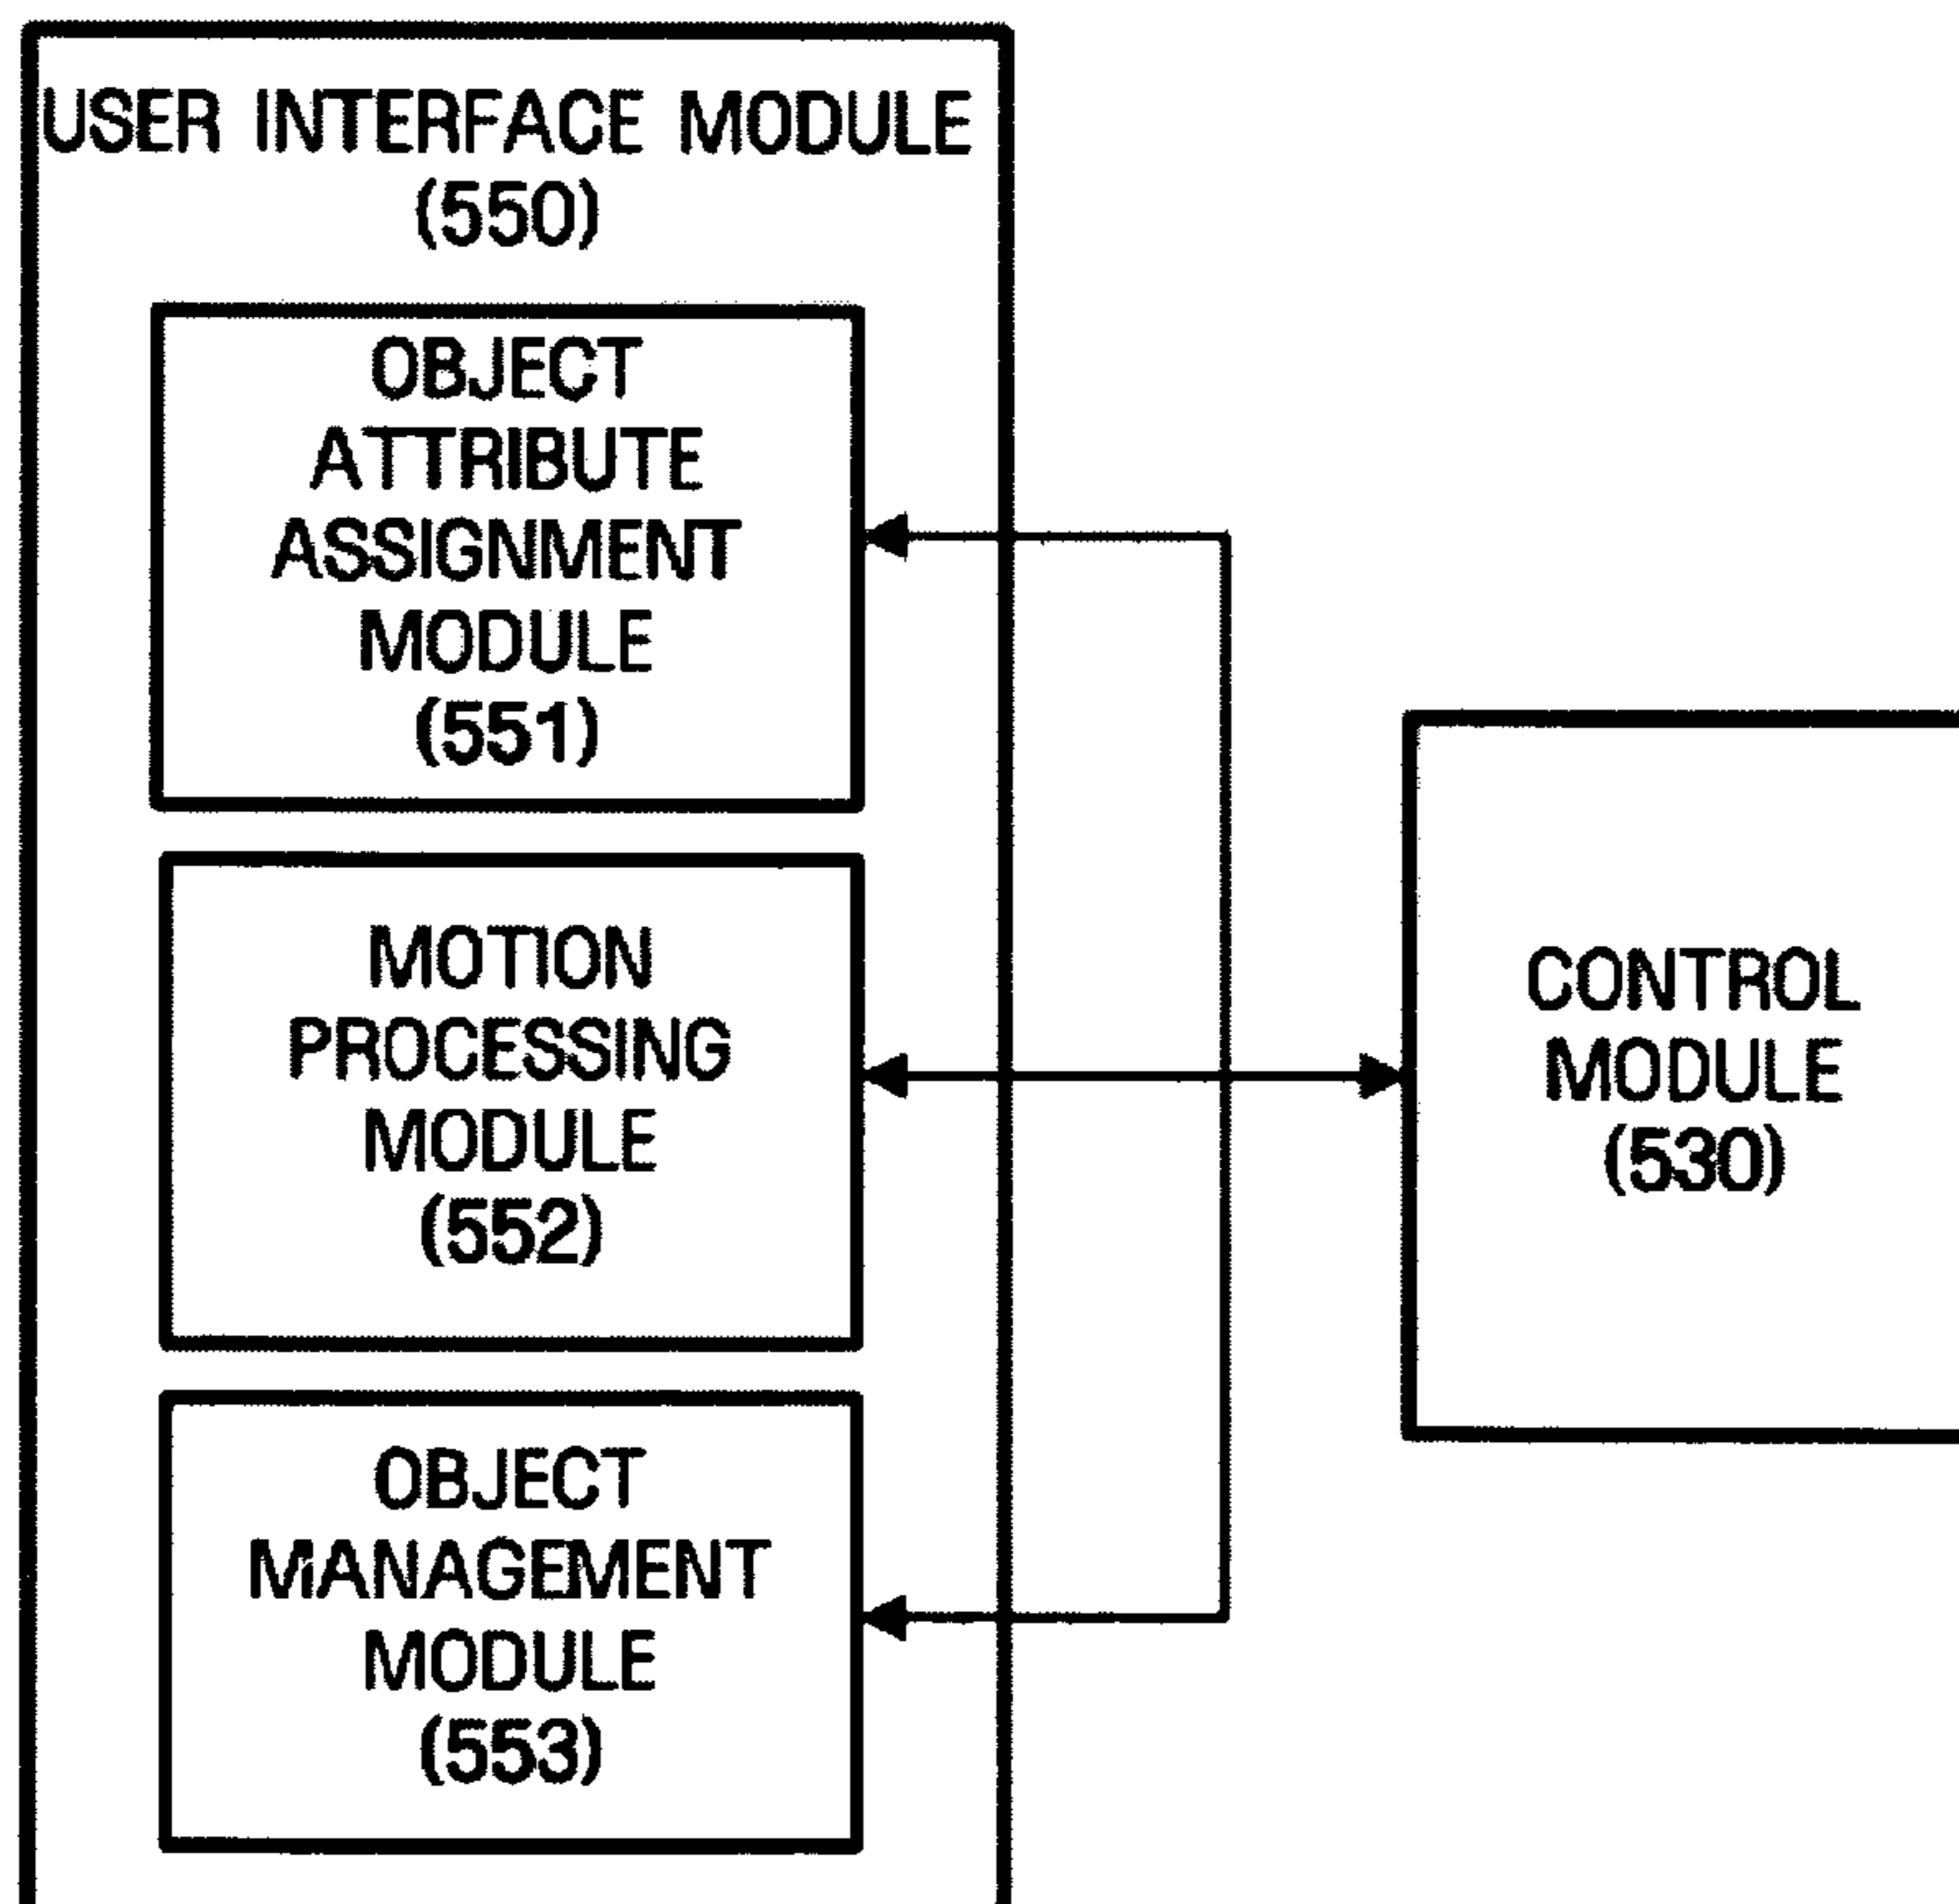 USER INTERFACE MODULE
(550)
OBJECT
ATTRIBUTE
ASSIGNMENT
MODULE
(551)
MOTION
PROCESSING
MODULE
(552)
OBJECT
MANAGEMENT
MODULE
(553)
CONTROL
MODULE
(530)